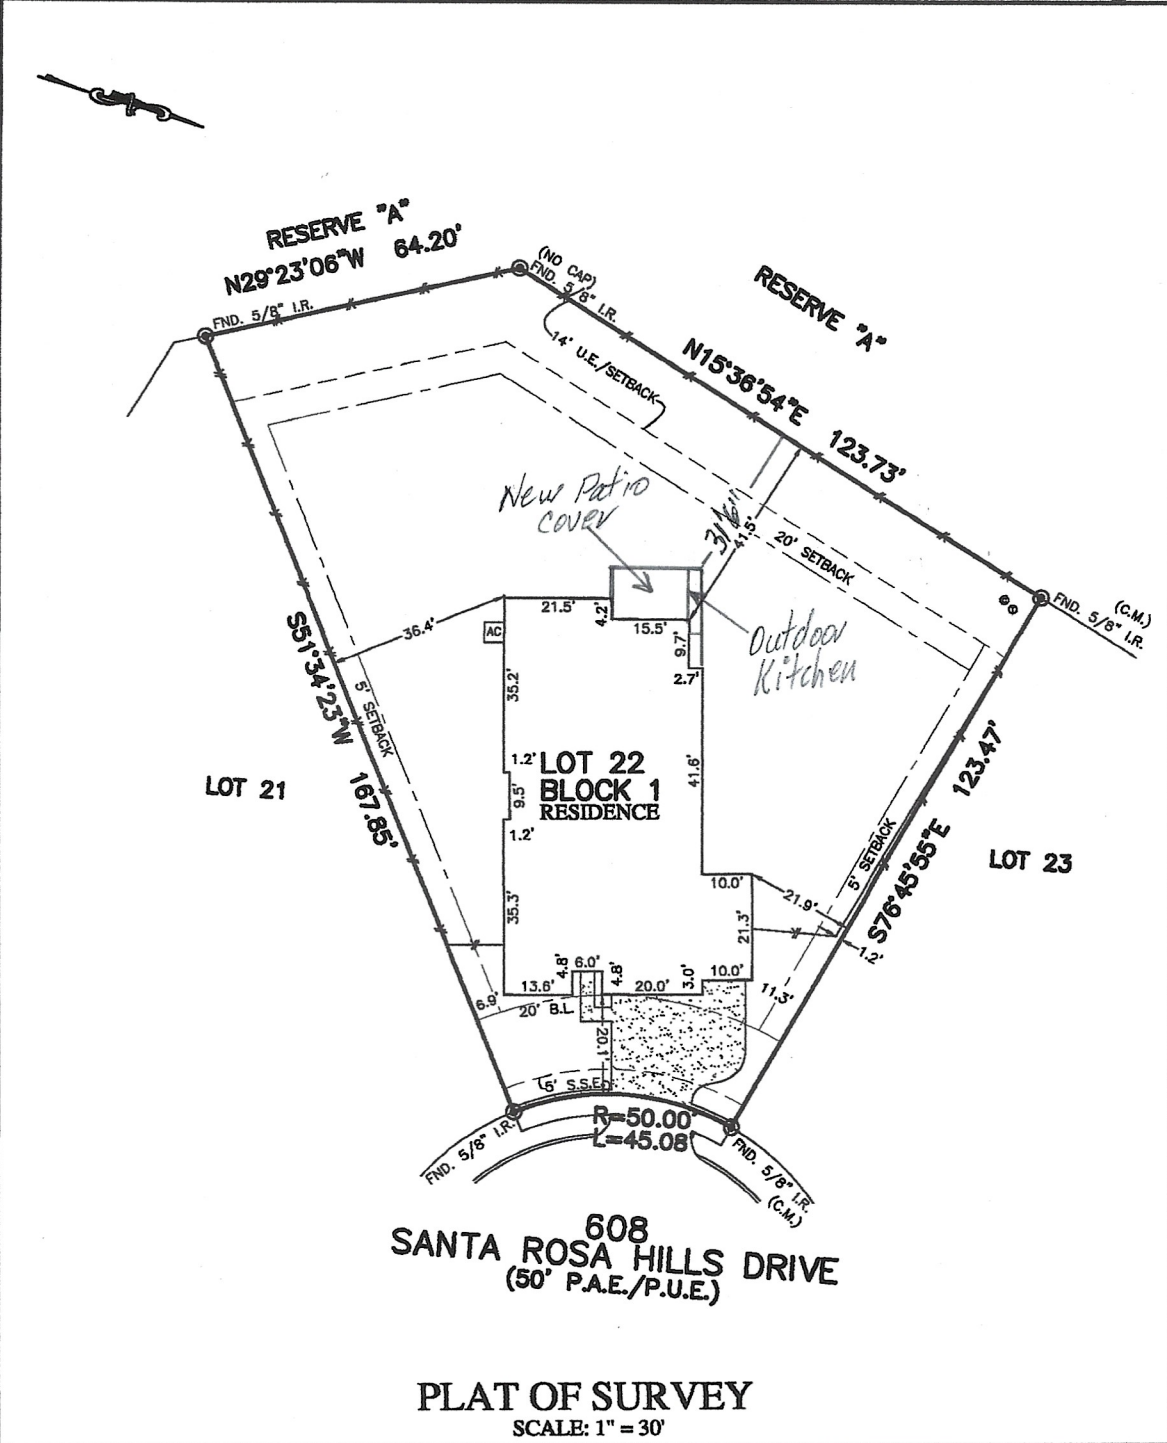 RESERVE "A"
N29°23'06"W 64.20'
FND. 5/8" I.R.
(NO CAP)
FND. 5/8" I.R.
RESERVE "A"
14' U.E./SETBACK
N15°36'54"E 123.73'
New Patio
cover
41.5'
20' SETBACK
FND. 5/8" I.R.
(C.M.)
21.5'
4.2'
15.5'
36.4'
AC
9.7'
2.7'
Outdoor
Kitchen
S51°34'23"W 167.85'
5' SETBACK
35.2'
1.2'
9.5'
1.2'
35.3'
LOT 22
BLOCK 1
RESIDENCE
41.6'
LOT 21
S76°45'55"E 123.47'
5' SETBACK
LOT 23
10.0'
21.9'
21.3'
1.2'
11.3'
6.9'
13.6'
4.8'
6.0'
4.8'
20.0'
3.0'
10.0'
20' B.L.
20.1'
5' S.S.E.
R=50.00'
L=45.08'
FND. 5/8" I.R.
FND. 5/8" I.R.
(C.M.)
608
SANTA ROSA HILLS DRIVE
(50' P.A.E./P.U.E.)
PLAT OF SURVEY
SCALE: 1" = 30'